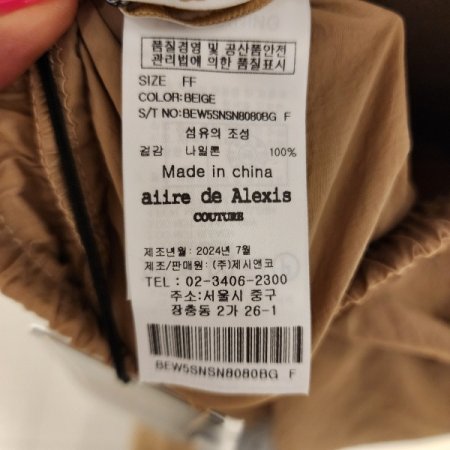 품질경영 및 공산품안전
관리법에 의한 품질표시
SIZE FF
COLOR:BEIGE
S/T NO:BEW5SNSN8080BG F
섬유의 조성
겉감 나일론 100%
Made in china
aiire de Alexis
COUTURE
제조년월: 2024년 7월
제조/판매원: (주)제시앤코
TEL : 02-3406-2300
주소:서울시 중구
장충동 2가 26-1
BEW5SNSN8080BG F